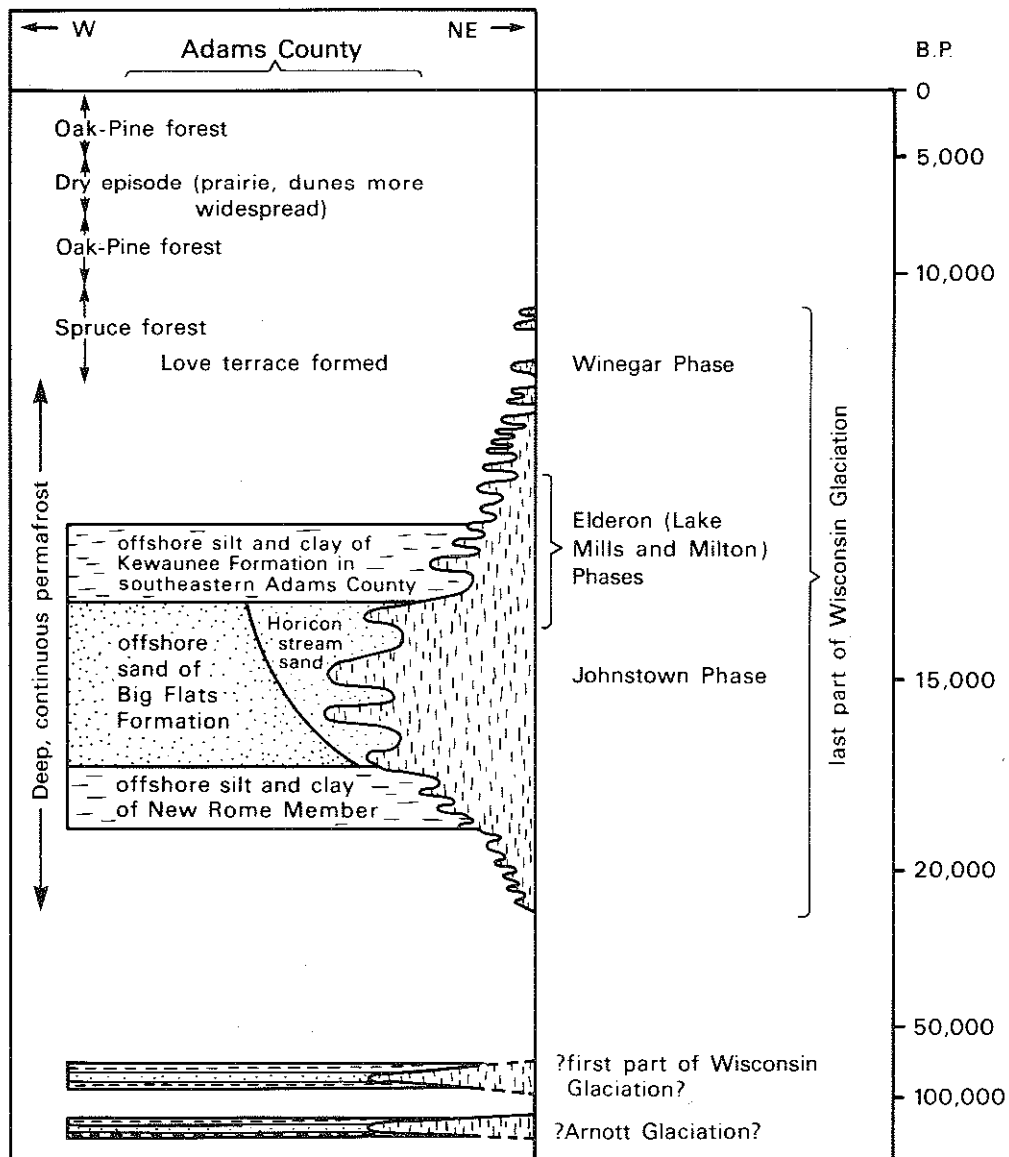 W
NE
Adams County
B.P.
0
Oak-Pine forest
5,000
Dry episode (prairie, dunes more
widespread)
Oak-Pine forest
10,000
Spruce forest
Love terrace formed
Winegar Phase
Deep, continuous permafrost
last part of Wisconsin Glaciation
offshore silt and clay of
Kewaunee Formation in
southeastern Adams County
Elderon (Lake
Mills and Milton)
Phases
Horicon
stream
sand
offshore
sand of
Big Flats
Formation
Johnstown Phase
15,000
offshore silt and clay
of New Rome Member
20,000
50,000
?first part of Wisconsin
Glaciation?
100,000
?Arnott Glaciation?